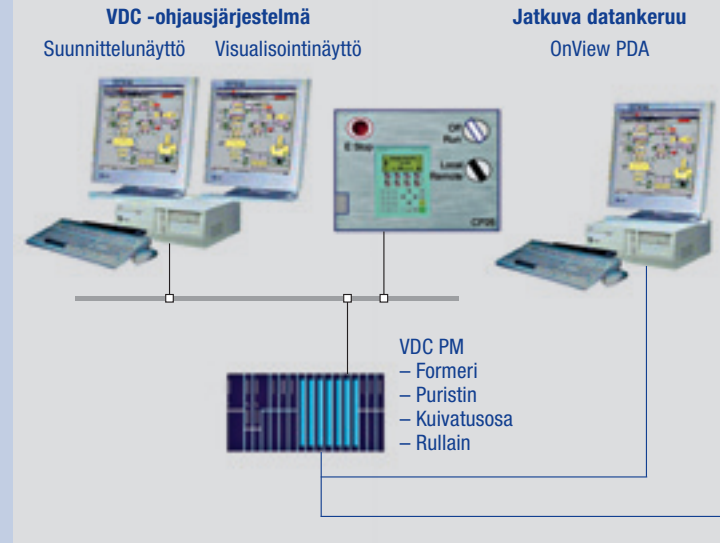 VDC -ohjausjärjestelmä
Suunnittelunäyttö Visualisointinäyttö
Jatkuva datankeruu
OnView PDA
E Stop
Off
Run
Local
Remote
VDC PM
– Formeri
– Puristin
– Kuivatusosa
– Rullain